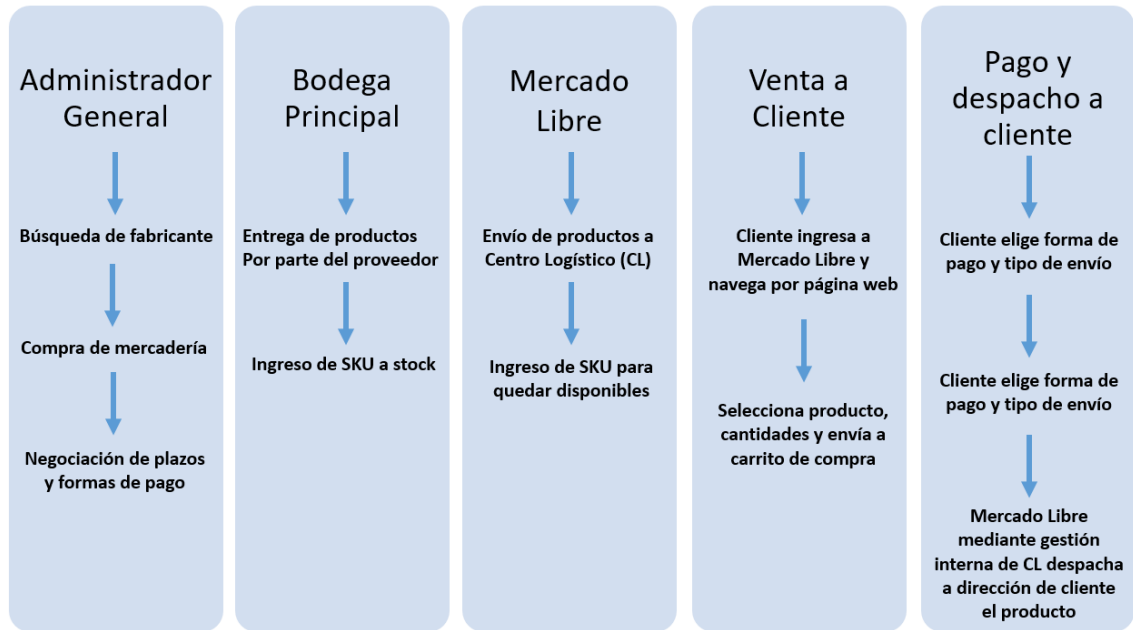 Administrador
General
Búsqueda de fabricante
Compra de mercadería
Negociación de plazos
y formas de pago
Bodega
Principal
Entrega de productos
Por parte del proveedor
Ingreso de SKU a stock
Mercado
Libre
Envío de productos a
Centro Logístico (CL)
Ingreso de SKU para
quedar disponibles
Venta a
Cliente
Cliente ingresa a
Mercado Libre y
navega por página web
Selecciona producto,
cantidades y envía a
carrito de compra
Pago y
despacho a
cliente
Cliente elige forma de
pago y tipo de envío
Cliente elige forma de
pago y tipo de envío
Mercado Libre
mediante gestión
interna de CL despacha
a dirección de cliente
el producto